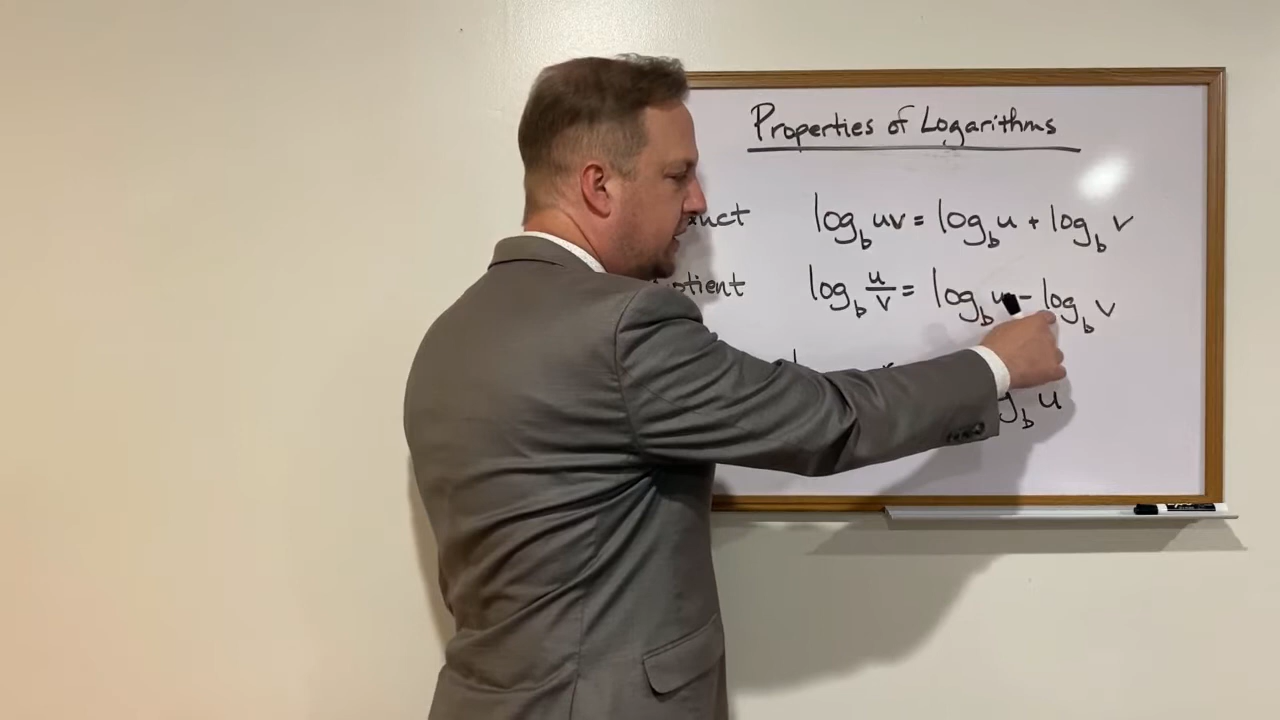 Properties of Logarithms
log_b uv = log_b u + log_b v
log_b u/v = log_b u - log_b v
u